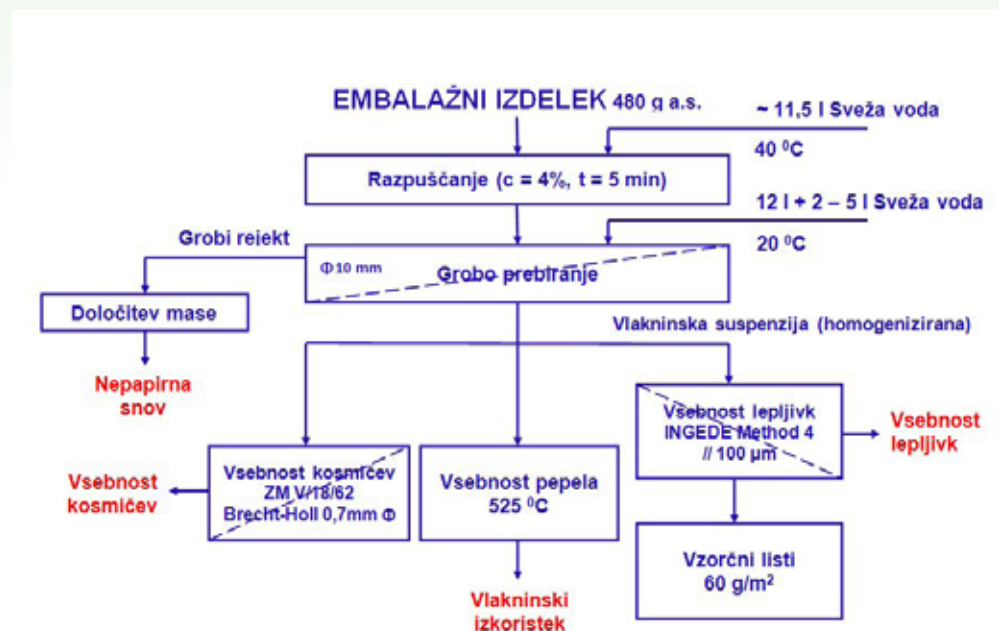 EMBALAŽNI IZDELEK 480 g a.s.
~ 11,5 l Sveža voda
40 ⁰C
Razpuščanje (c = 4%, t = 5 min)
12 l + 2 – 5 l Sveža voda
20 ⁰C
Grobi rejekt
Φ10 mm
Grobo prebiranje
Določitev mase
Vlakninska suspenzija (homogenizirana)
Nepapirna
snov
Vsebnost lepljivk
INGEDE Method 4
// 100 µm
Vsebnost
lepljivk
Vsebnost kosmičev
ZM V/18/62
Brecht-Holl 0,7mm Φ
Vsebnost
kosmičev
Vsebnost pepela
525 ⁰C
Vzorčni listi
60 g/m²
Vlakninski
izkoristek